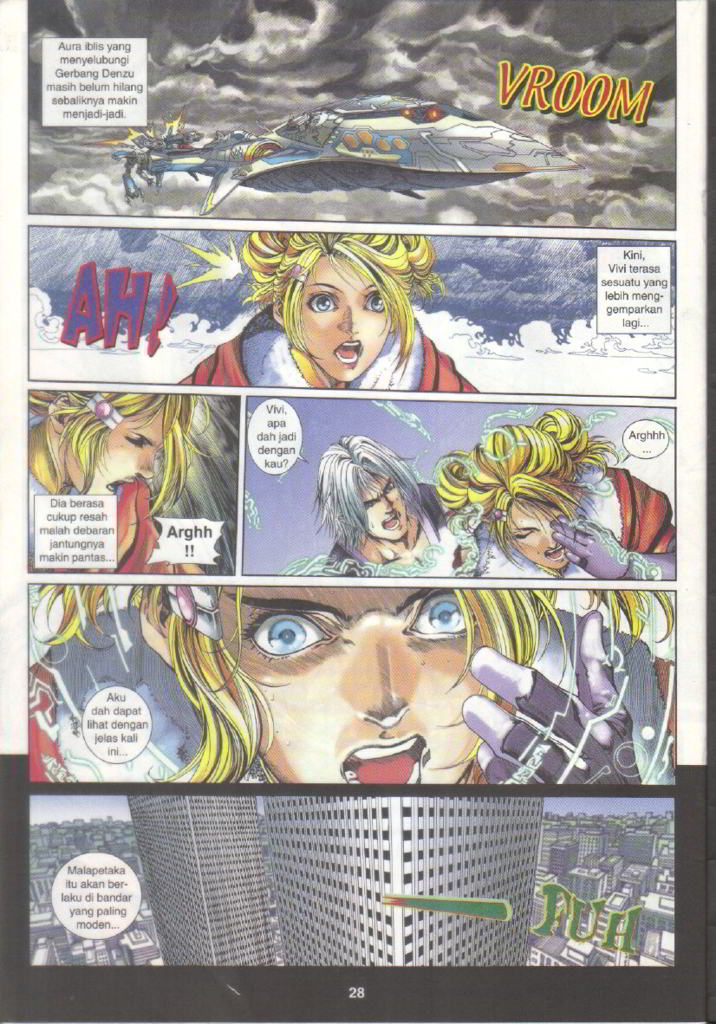 Aura iblis yang
menyelubungi
Gerbang Denzu
masih belum hilang
sebaliknya makin
menjadi-jadi.
VROOM
AH!
Kini,
Vivi terasa
sesuatu yang
lebih meng-
gemparkan
lagi...
Dia berasa
cukup resah
malah debaran
jantungnya
makin pantas...
Arghh
!!
Vivi,
apa
dah jadi
dengan
kau?
Arghhh
...
Aku
dah dapat
lihat dengan
jelas kali
ini...
Malapetaka
itu akan ber-
laku di bandar
yang paling
moden...
FUH
28